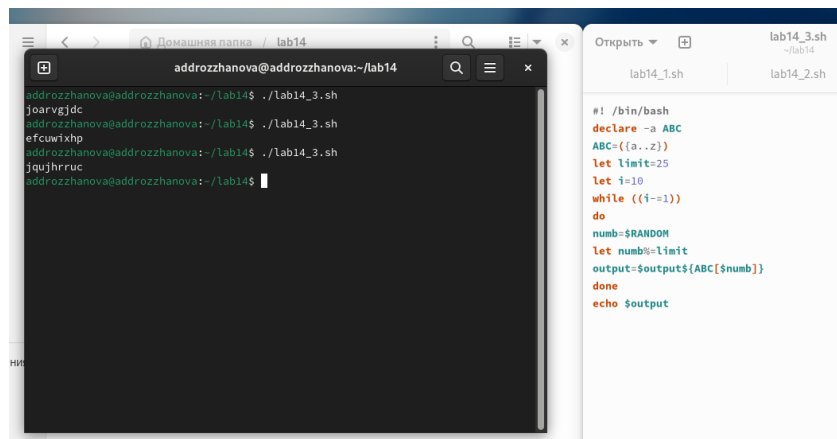 Домашняя папка / lab14
addrozzhanova@addrozzhanova:~/lab14
addrozzhanova@addrozzhanova:~/lab14$ ./lab14_3.sh
joarvgjdc
addrozzhanova@addrozzhanova:~/lab14$ ./lab14_3.sh
efcuwixhp
addrozzhanova@addrozzhanova:~/lab14$ ./lab14_3.sh
jqujhrruc
addrozzhanova@addrozzhanova:~/lab14$
ния
Открыть
lab14_3.sh
~/lab14
lab14_1.sh
lab14_2.sh
#! /bin/bash
declare -a ABC
ABC=({a..z})
let limit=25
let i=10
while ((i-=1))
do
numb=$RANDOM
let numb%=limit
output=$output${ABC[$numb]}
done
echo $output